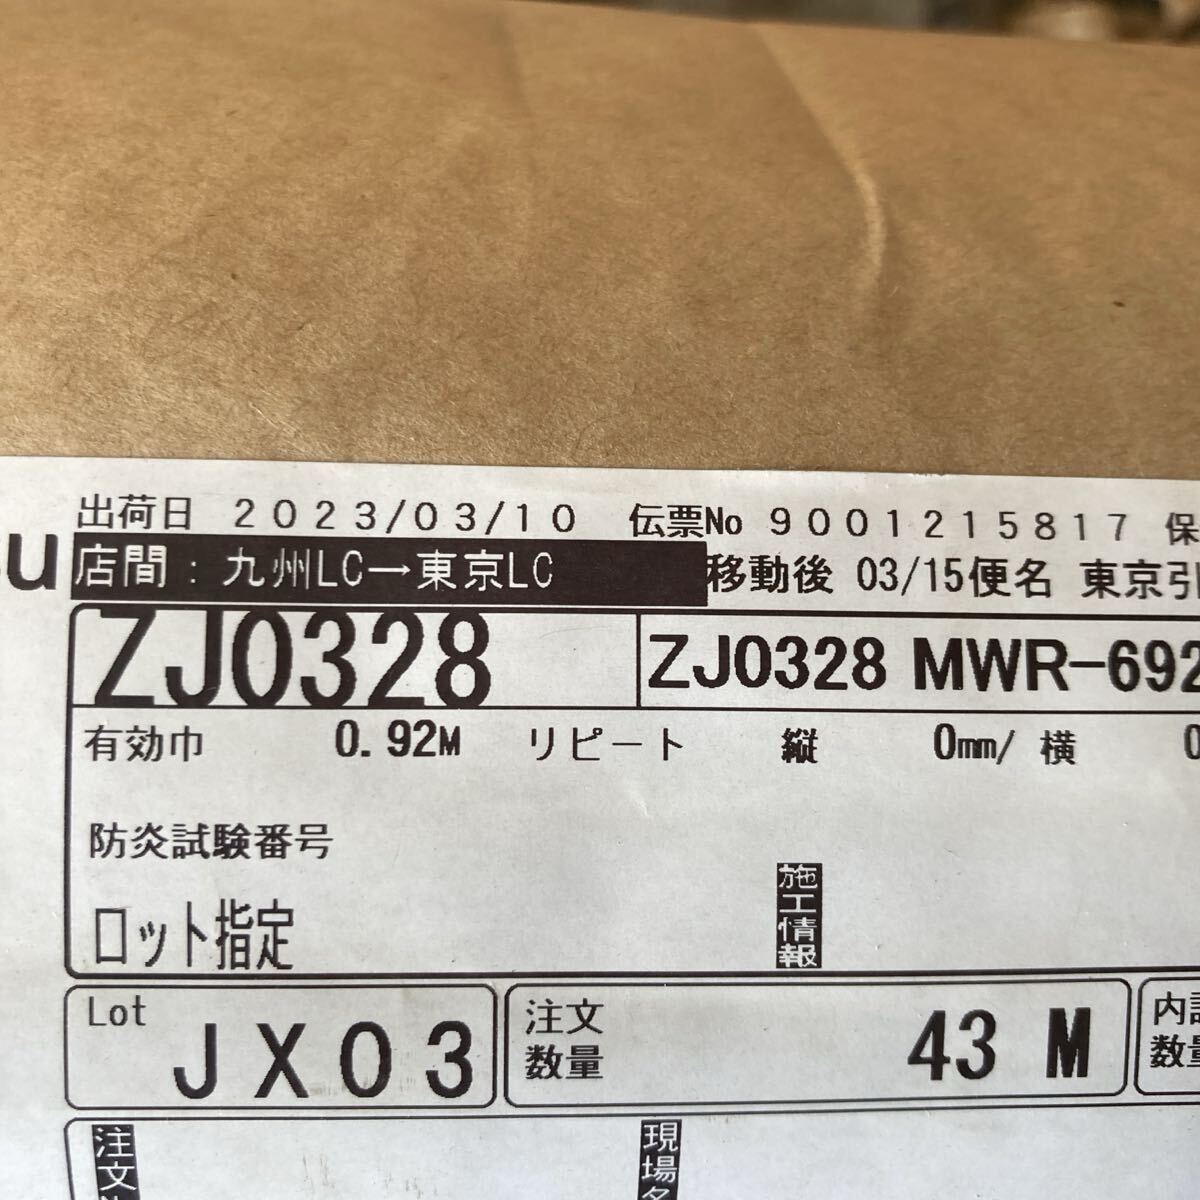 出荷日 2023/03/10 伝票No 9001215817 保
su
店間：九州LC→東京LC 移動後 03/15便名 東京引
ZJ0328 ZJ0328 MWR-692
有効巾 0.92M リピート 縦 0mm/ 横 0
防炎試験番号
施工情報
ロット指定
Lot JX03
注文数量 43 M
内訳数量
注文
現場名